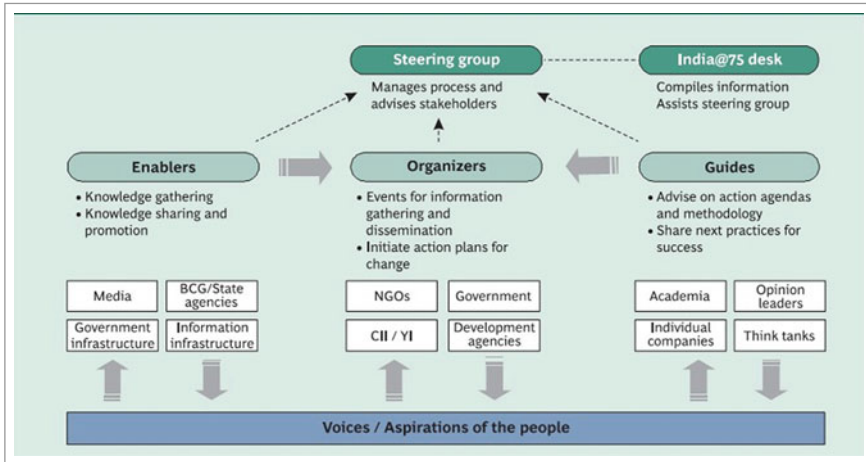 Steering group
India@75 desk
Manages process and
advises stakeholders
Compiles information
Assists steering group
Enablers
Organizers
Guides
• Knowledge gathering
• Knowledge sharing and
promotion
• Events for information
gathering and
dissemination
• Initiate action plans for
change
• Advise on action agendas
and methodology
• Share next practices for
success
Media
BCG/State
agencies
Government
infrastructure
Information
infrastructure
NGOs
Government
CII / YI
Development
agencies
Academia
Opinion
leaders
Individual
companies
Think tanks
Voices / Aspirations of the people